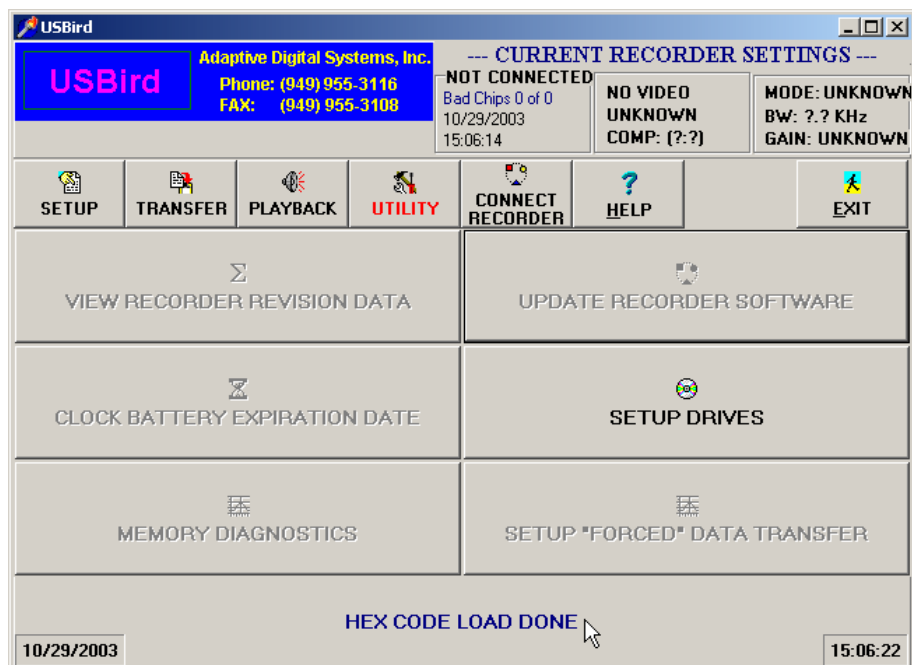 USBird
USBird
Adaptive Digital Systems, Inc.
Phone: (949) 955-3116
FAX: (949) 955-3108
--- CURRENT RECORDER SETTINGS ---
NOT CONNECTED
Bad Chips 0 of 0
10/29/2003
15:06:14
NO VIDEO
UNKNOWN
COMP: (?:?)
MODE: UNKNOWN
BW: ?.? KHz
GAIN: UNKNOWN
SETUP
TRANSFER
PLAYBACK
UTILITY
CONNECT
RECORDER
HELP
EXIT
VIEW RECORDER REVISION DATA
UPDATE RECORDER SOFTWARE
CLOCK BATTERY EXPIRATION DATE
SETUP DRIVES
MEMORY DIAGNOSTICS
SETUP "FORCED" DATA TRANSFER
HEX CODE LOAD DONE
10/29/2003
15:06:22